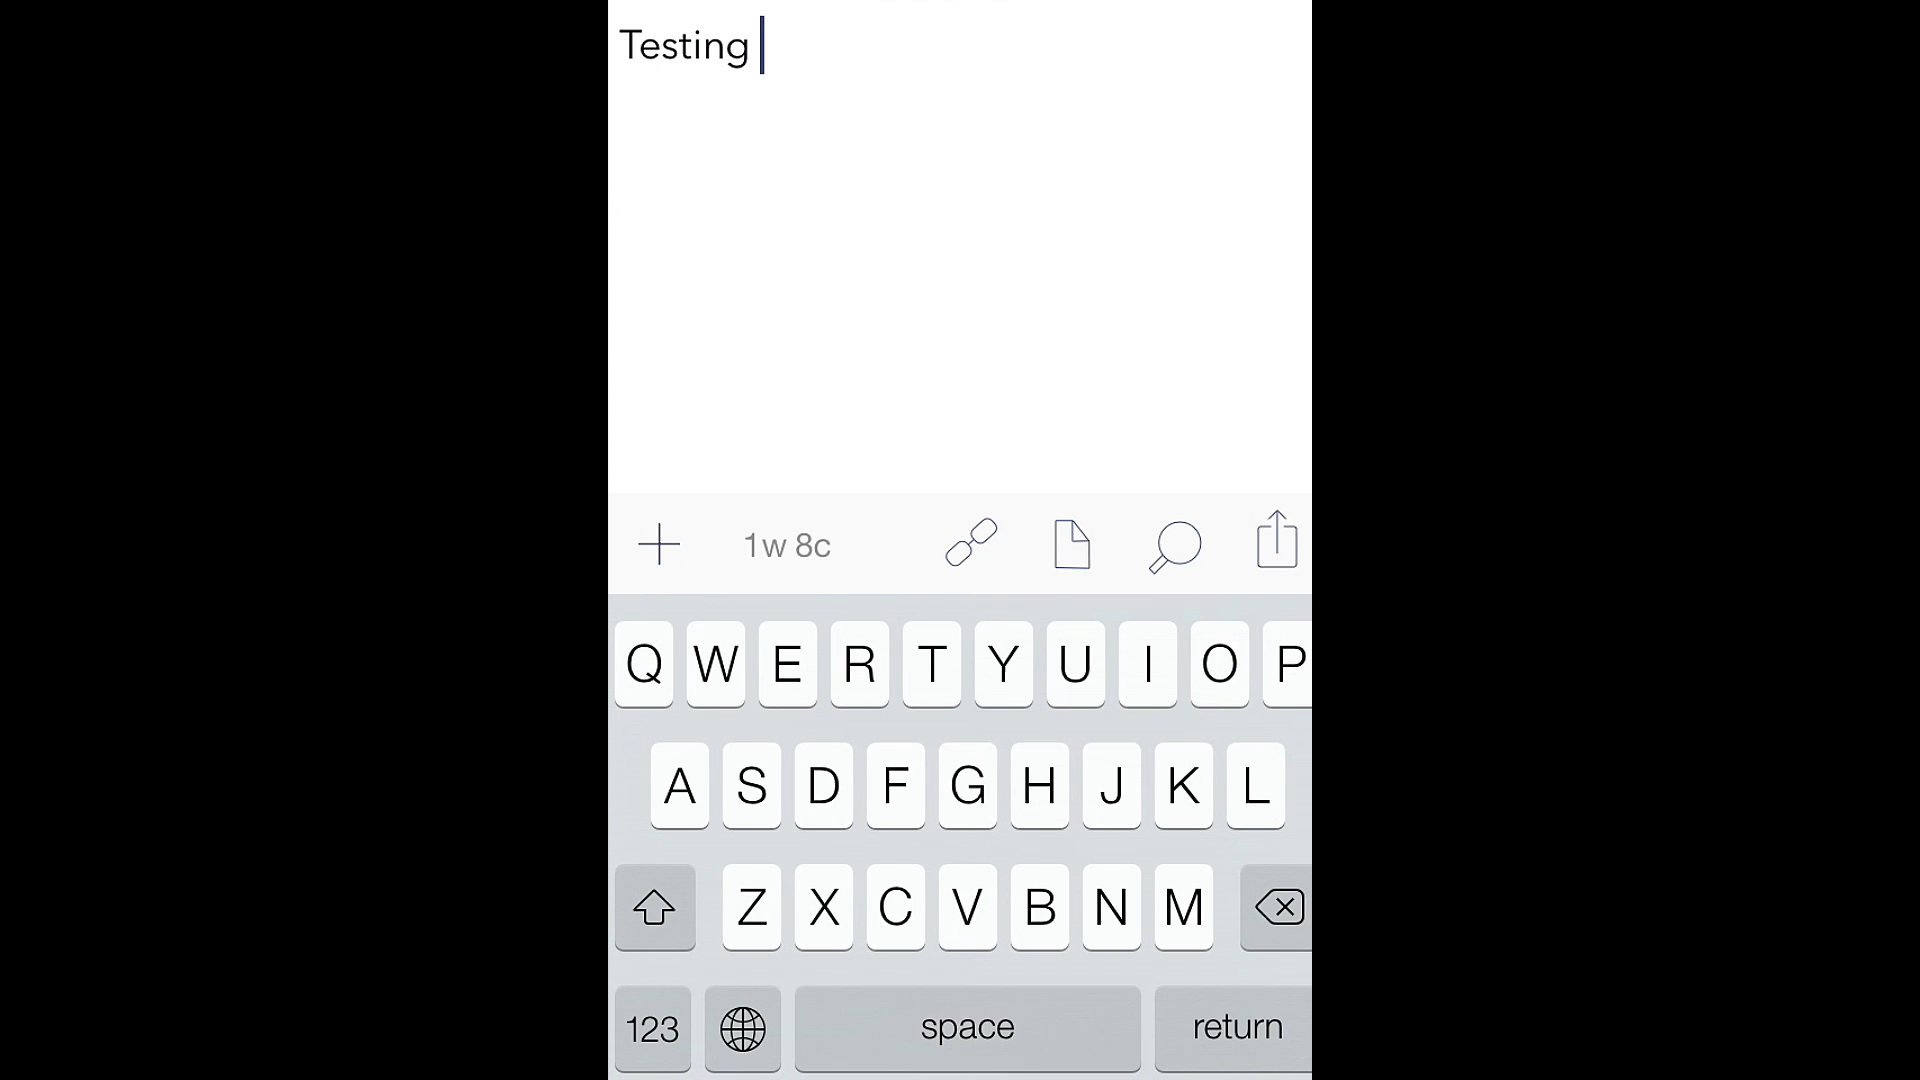 Testing
1w 8c
Q W E R T Y U I O P
A S D F G H J K L
Z X C V B N M
123 space return